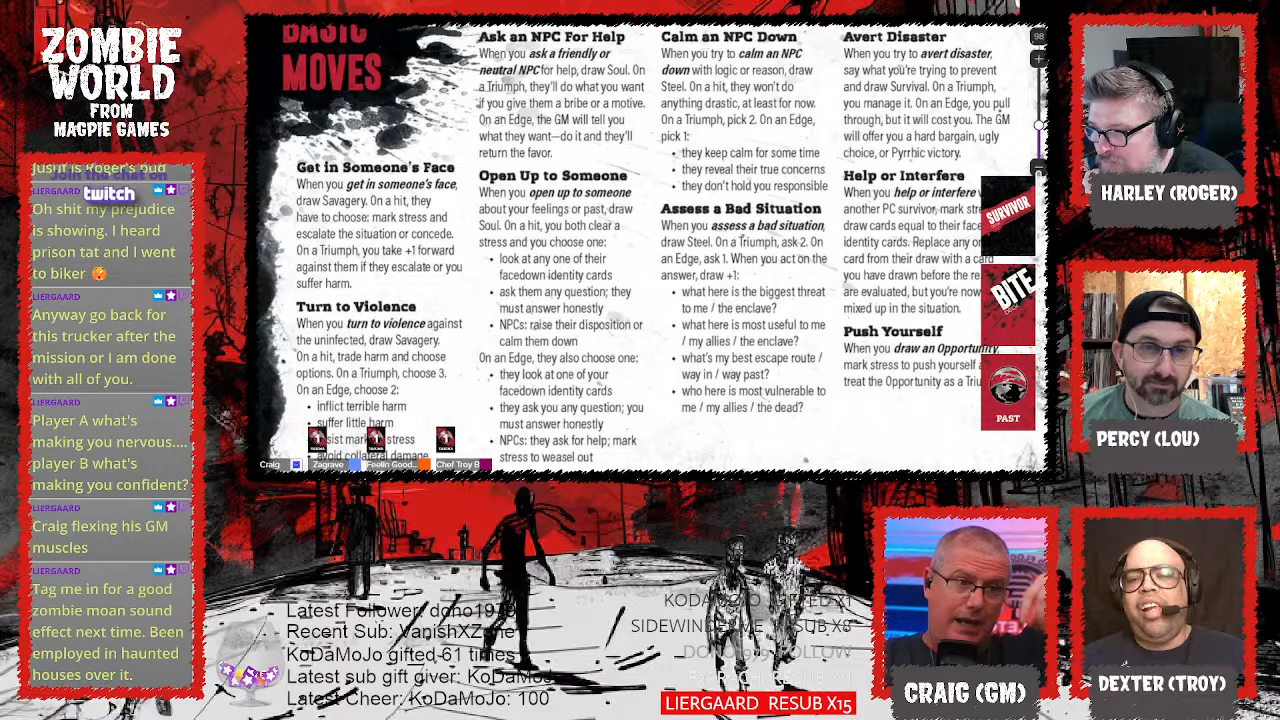 ZOMBIE
WORLD
FROM
MAGPIE GAMES
Join the chat on
twitch
LIERGAARD
Oh shit my prejudice
is showing. I heard
prison tat and I went
to biker
LIERGAARD
Anyway go back for
this trucker after the
mission or I am done
with all of you.
LIERGAARD
Player A what's
making you nervous....
player B what's
making you confident?
LIERGAARD
Craig flexing his GM
muscles
LIERGAARD
Tag me in for a good
zombie moan sound
effect next time. Been
employed in haunted
houses over it.
BASIC
MOVES
Get in Someone's Face
When you get in someone's face,
draw Savagery. On a hit, they
have to choose: mark stress and
escalate the situation or concede.
On a Triumph, you take +1 forward
against them if they escalate or you
suffer harm.
Turn to Violence
When you turn to violence against
the uninfected, draw Savagery.
On a hit, trade harm and choose
options. On a Triumph, choose 3.
On an Edge, choose 2:
• inflict terrible harm
• suffer little harm
stress
avoid collateral damage
Ask an NPC For Help
When you ask a friendly or
neutral NPC for help, draw Soul. On
a Triumph, they'll do what you want
if you give them a bribe or a motive.
On an Edge, the GM will tell you
what they want—do it and they'll
return the favor.
Open Up to Someone
When you open up to someone
about your feelings or past, draw
Soul. On a hit, you both clear a
stress and you choose one:
• look at any one of their
facedown identity cards
• ask them any question; they
must answer honestly
• NPCs: raise their disposition or
calm them down
On an Edge, they also choose one:
• they look at one of your
facedown identity cards
• they ask you any question; you
must answer honestly
• NPCs: they ask for help; mark
stress to weasel out
Calm an NPC Down
When you try to calm an NPC
down with logic or reason, draw
Steel. On a hit, they won't do
anything drastic, at least for now.
On a Triumph, pick 2. On an Edge,
pick 1:
• they keep calm for some time
• they reveal their true concerns
• they don't hold you responsible
Assess a Bad Situation
When you assess a bad situation,
draw Steel. On a Triumph, ask 2. On
an Edge, ask 1. When you act on the
answer, draw +1:
• what here is the biggest threat
to me / the enclave?
• what here is most useful to me
/ my allies / the enclave?
• what's my best escape route /
way in / way past?
• who here is most vulnerable to
me / my allies / the dead?
Avert Disaster
When you try to avert disaster,
say what you're trying to prevent
and draw Survival. On a Triumph,
you manage it. On an Edge, you pull
through, but it will cost you. The GM
will offer you a hard bargain, ugly
choice, or Pyrrhic victory.
Help or Interfere
When you help or interfere
another PC survivor, mark
draw cards equal to their
identity cards. Replace any
card from their draw with a card
you have drawn before the
are evaluated, but you're now
mixed up in the situation.
Push Yourself
When you draw an Opportunity,
mark stress to push yourself
treat the Opportunity as a
98
SURVIVOR
BITE
PAST
Craig
Zagrave
Feelin Good...
Chef Troy B
HARLEY (ROGER)
PERCY (LOU)
CRAIG (GM)
DEXTER (TROY)
Latest Follower: dono1979
Recent Sub: VanishXZone
KoDaMoJo gifted 61 times
Latest sub gift giver: KoDaMoJo
Latest Cheer: KoDaMoJo: 100
LIERGAARD RESUB X15